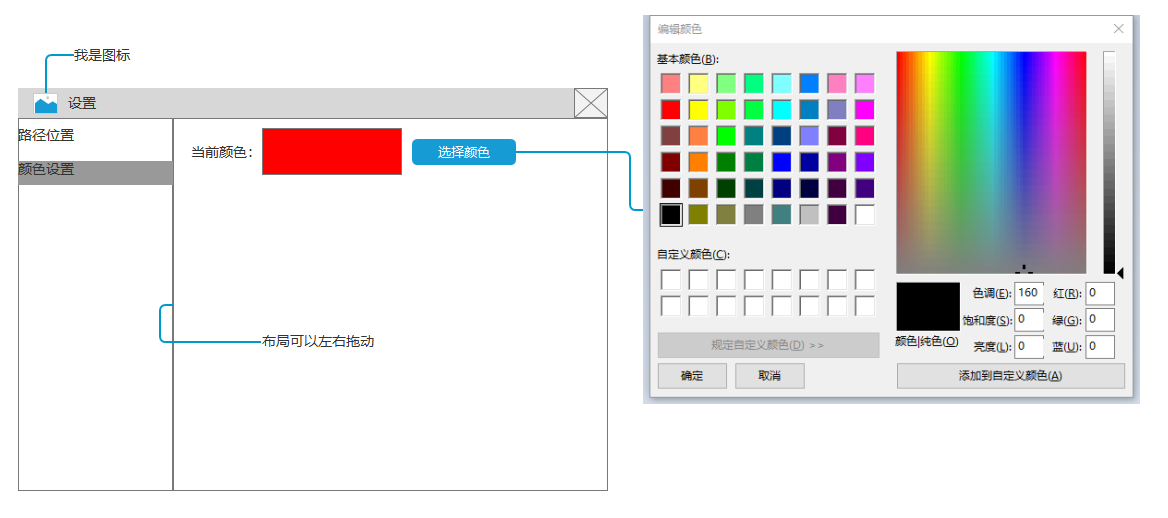 我是图标
设置
路径位置
颜色设置
当前颜色：
选择颜色
布局可以左右拖动
编辑颜色
基本颜色(B):
自定义颜色(C):
规定自定义颜色(D) >>
确定
取消
色调(E): 160
红(R): 0
饱和度(S): 0
绿(G): 0
颜色|纯色(O)
亮度(L): 0
蓝(U): 0
添加到自定义颜色(A)